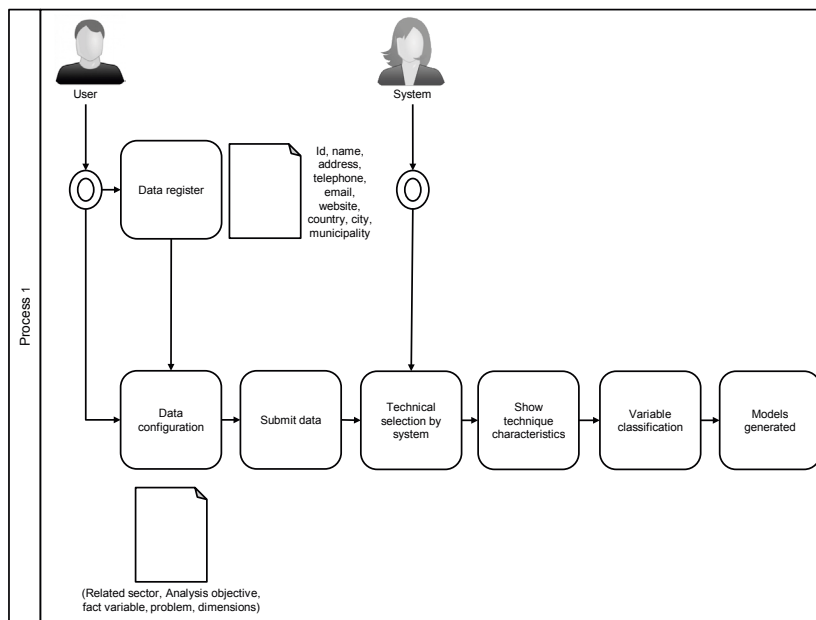 User
System
Data register
Id, name,
address,
telephone,
email,
website,
country, city,
municipality
Process 1
Data
configuration
Submit data
Technical
selection by
system
Show
technique
characteristics
Variable
classification
Models
generated
(Related sector, Analysis objective,
fact variable, problem, dimensions)